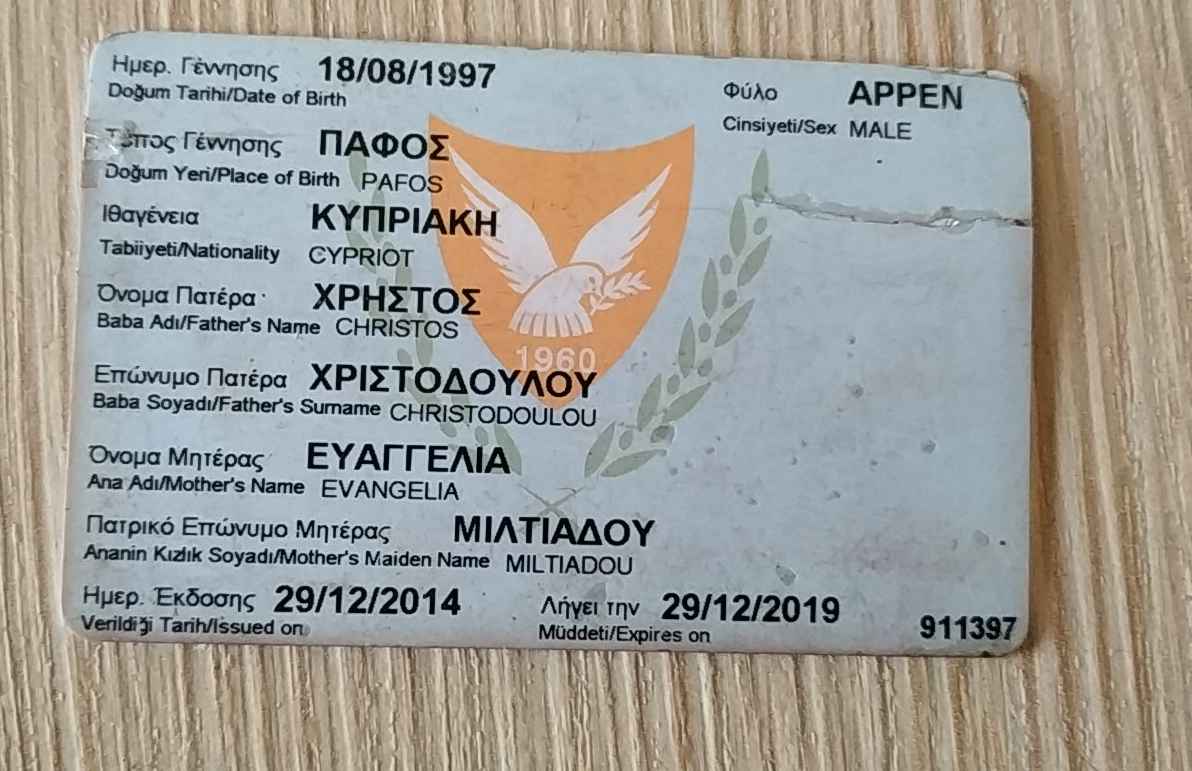 Ημερ. Γέννησης 18/08/1997
Doğum Tarihi/Date of Birth
Φύλο ΑΡΡΕΝ
Cinsiyeti/Sex MALE
Τόπος Γέννησης ΠΑΦΟΣ
Doğum Yeri/Place of Birth PAFOS
Ιθαγένεια ΚΥΠΡΙΑΚΗ
Tabiiyeti/Nationality CYPRIOT
Όνομα Πατέρα ΧΡΗΣΤΟΣ
Baba Adı/Father's Name CHRISTOS
1960
Επώνυμο Πατέρα ΧΡΙΣΤΟΔΟΥΛΟΥ
Baba Soyadı/Father's Surname CHRISTODOULOU
Όνομα Μητέρας ΕΥΑΓΓΕΛΙΑ
Ana Adı/Mother's Name EVANGELIA
Πατρικό Επώνυμο Μητέρας ΜΙΛΤΙΑΔΟΥ
Ananin Kızlık Soyadı/Mother's Maiden Name MILTIADOU
Ημερ. Έκδοσης 29/12/2014 Λήγει την 29/12/2019
Verildiği Tarih/Issued on Müddeti/Expires on
911397